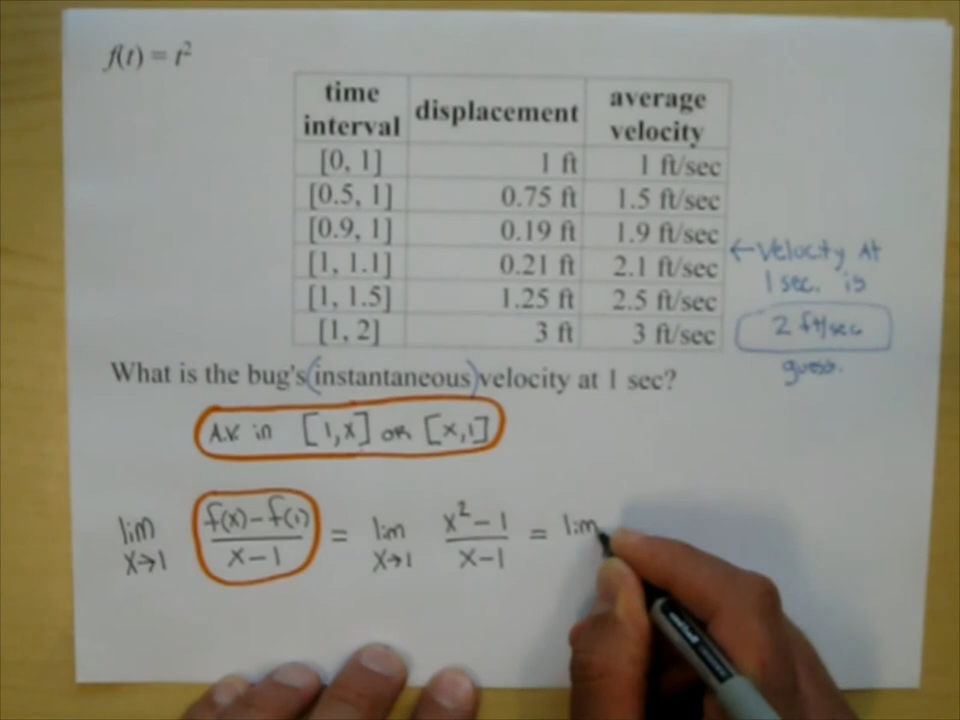 f(t) = t²
time interval displacement average velocity
[0, 1] 1 ft 1 ft/sec
[0.5, 1] 0.75 ft 1.5 ft/sec
[0.9, 1] 0.19 ft 1.9 ft/sec
[1, 1.1] 0.21 ft 2.1 ft/sec
[1, 1.5] 1.25 ft 2.5 ft/sec
[1, 2] 3 ft 3 ft/sec
←Velocity At
1 sec. is
2 ft/sec
guess.
What is the bug's (instantaneous) velocity at 1 sec?
A.V. in [1,x] or [x,1]
lim x→1 f(x)-f(1) / x-1 = lim x→1 x²-1 / x-1 = lim